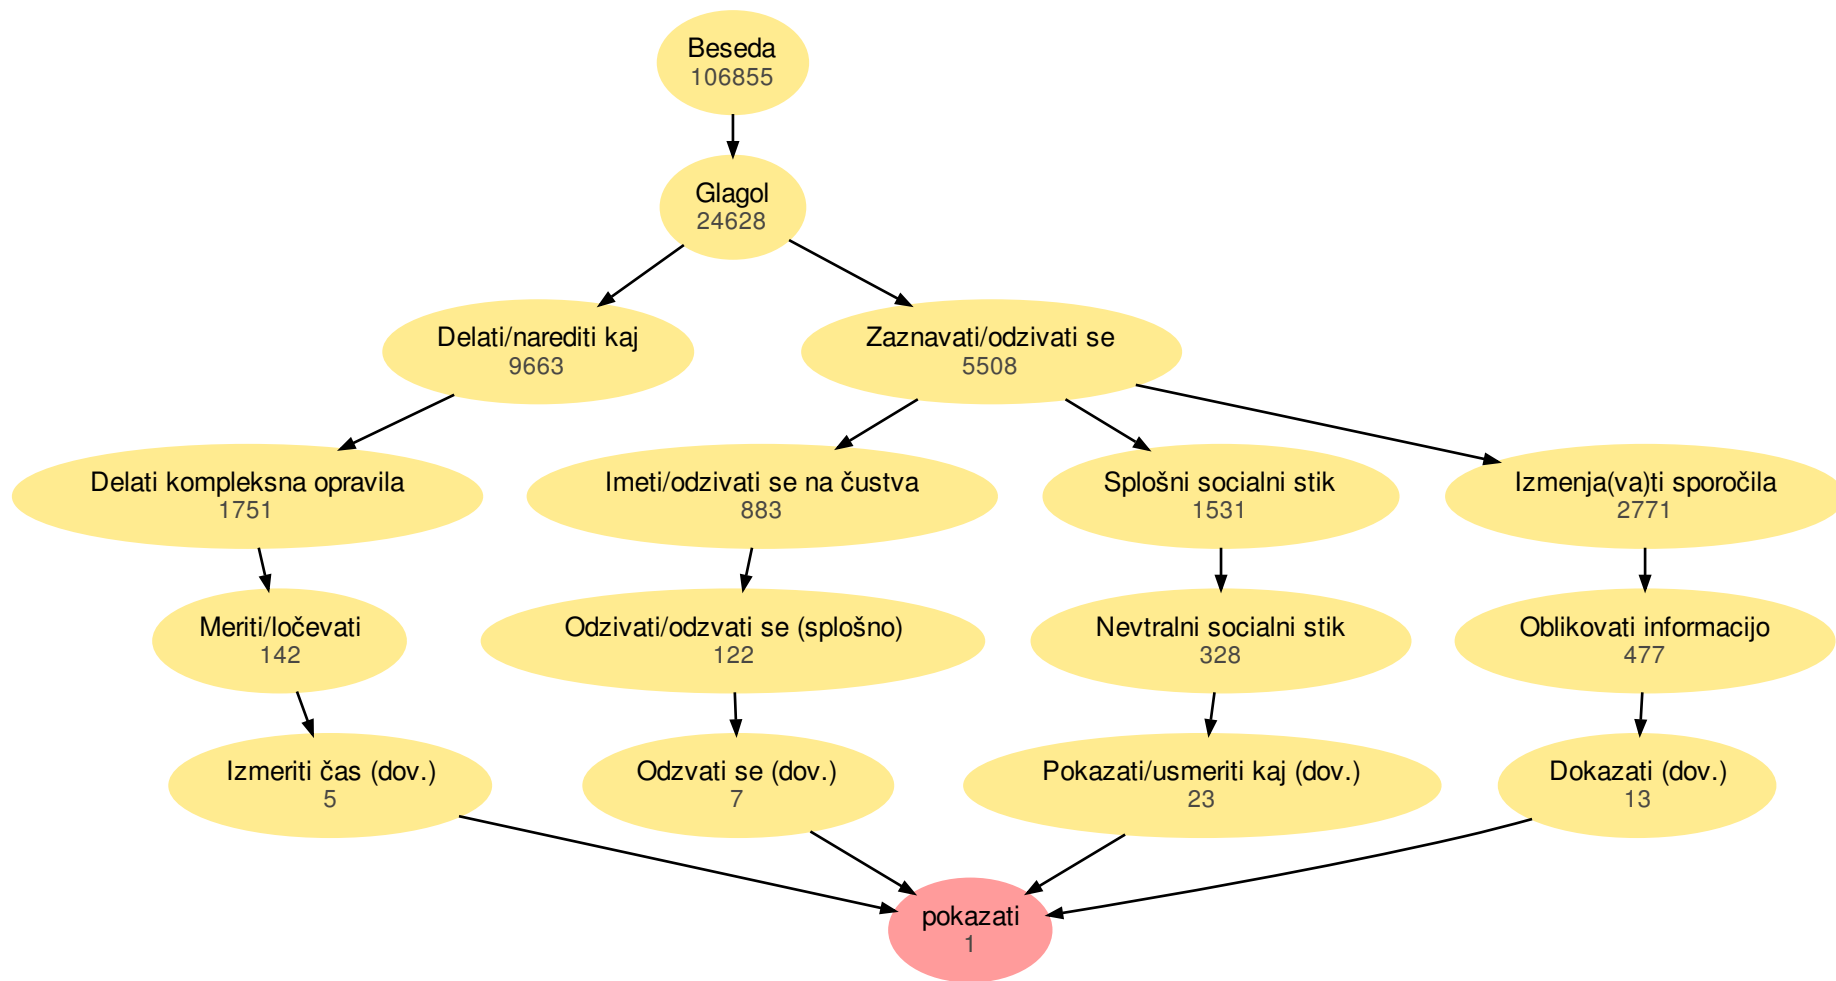 Beseda
106855
Glagol
24628
Delati/narediti kaj
9663
Zaznavati/odzivati se
5508
Delati kompleksna opravila
1751
Imeti/odzivati se na čustva
883
Splošni socialni stik
1531
Izmenja(va)ti sporočila
2771
Meriti/ločevati
142
Odzivati/odzvati se (splošno)
122
Nevtralni socialni stik
328
Oblikovati informacijo
477
Izmeriti čas (dov.)
5
Odzvati se (dov.)
7
Pokazati/usmeriti kaj (dov.)
23
Dokazati (dov.)
13
pokazati
1